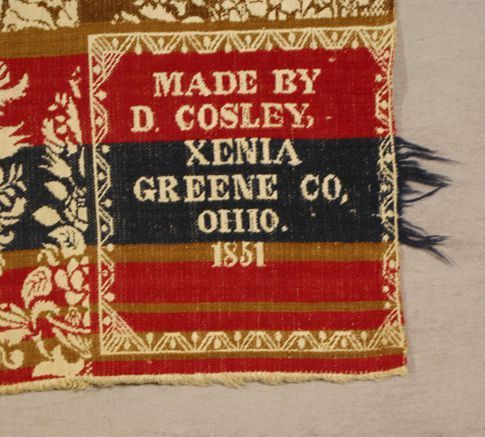 MADE BY
D. COSLEY,
XENIA
GREENE CO,
OHIO.
1851